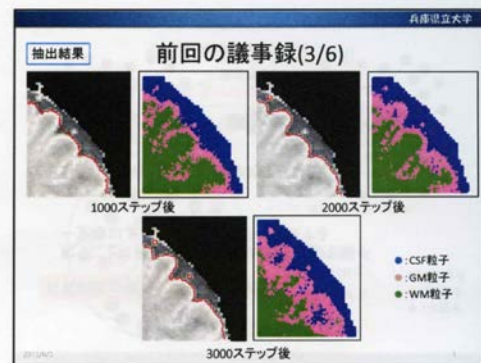 兵庫県立大学
抽出結果
前回の議事録(3/6)
1000ステップ後
2000ステップ後
●:CSF粒子
●:GM粒子
●:WM粒子
3000ステップ後